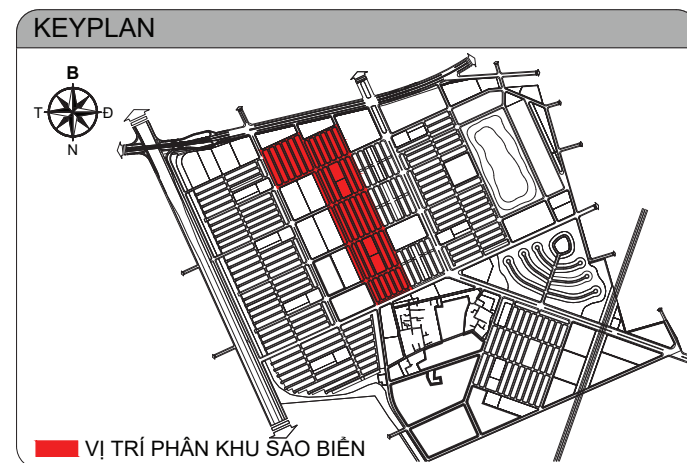 KEYPLAN
B
T
Đ
N
VỊ TRÍ PHÂN KHU SAO BIỂN